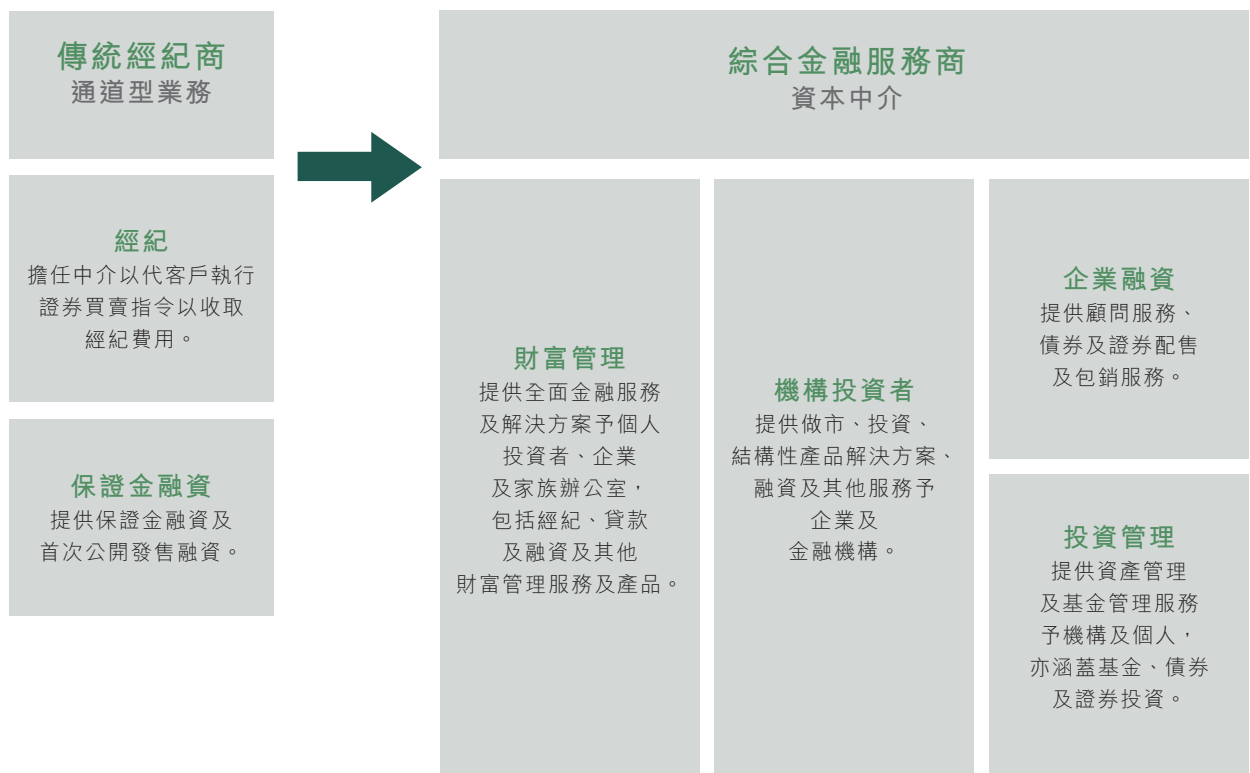 傳統經紀商
通道型業務
綜合金融服務商
資本中介
經紀
擔任中介以代客戶執行
證券買賣指令以收取
經紀費用。
保證金融資
提供保證金融資及
首次公開發售融資。
財富管理
提供全面金融服務
及解決方案予個人
投資者、企業
及家族辦公室，
包括經紀、貸款
及融資及其他
財富管理服務及產品。
機構投資者
提供做市、投資、
結構性產品解決方案、
融資及其他服務予
企業及
金融機構。
企業融資
提供顧問服務、
債券及證券配售
及包銷服務。
投資管理
提供資產管理
及基金管理服務
予機構及個人，
亦涵蓋基金、債券
及證券投資。